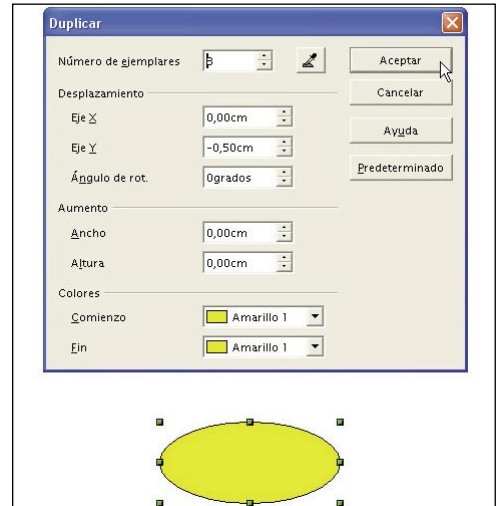 Duplicar
Número de ejemplares 3
Aceptar
Desplazamiento
Cancelar
Eje X 0,00cm
Eje Y -0,50cm
Ayuda
Ángulo de rot. 0grados
Predeterminado
Aumento
Ancho 0,00cm
Altura 0,00cm
Colores
Comienzo Amarillo 1
Fin Amarillo 1